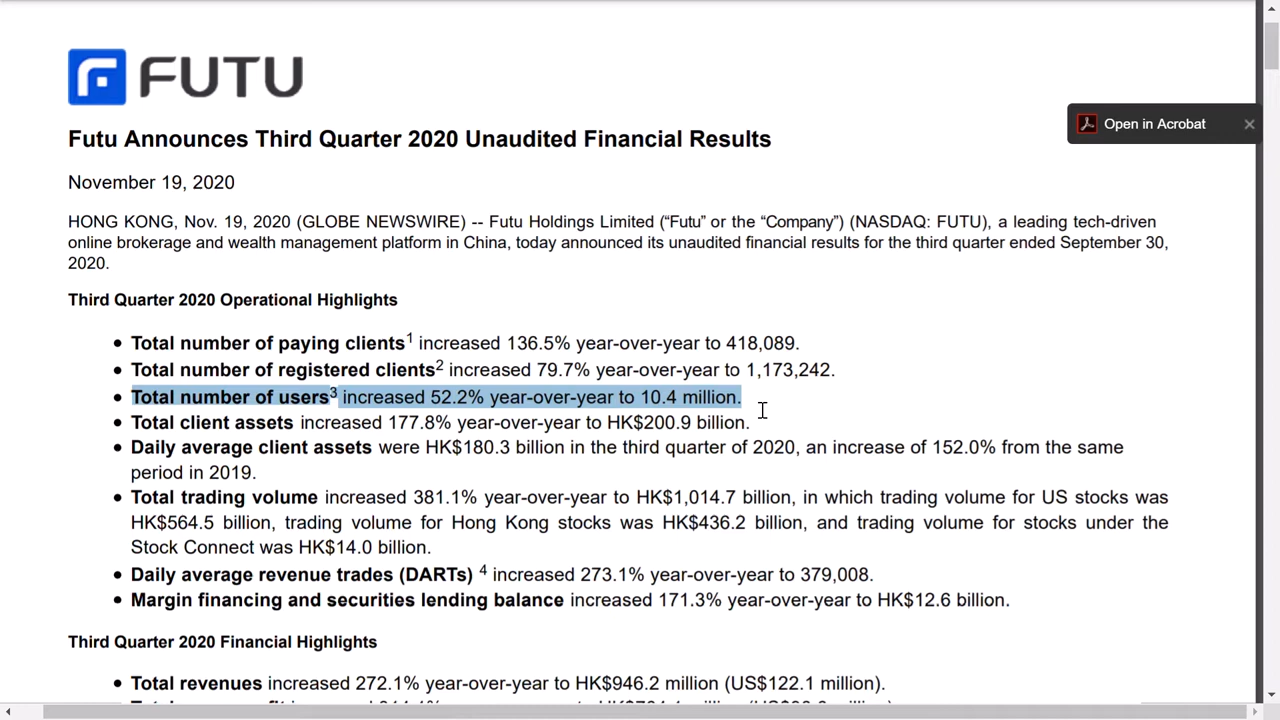 FUTU
Open in Acrobat
Futu Announces Third Quarter 2020 Unaudited Financial Results
November 19, 2020
HONG KONG, Nov. 19, 2020 (GLOBE NEWSWIRE) -- Futu Holdings Limited (“Futu” or the “Company”) (NASDAQ: FUTU), a leading tech-driven
online brokerage and wealth management platform in China, today announced its unaudited financial results for the third quarter ended September 30,
2020.
Third Quarter 2020 Operational Highlights
• Total number of paying clients¹ increased 136.5% year-over-year to 418,089.
• Total number of registered clients² increased 79.7% year-over-year to 1,173,242.
• Total number of users³ increased 52.2% year-over-year to 10.4 million.
• Total client assets increased 177.8% year-over-year to HK$200.9 billion.
• Daily average client assets were HK$180.3 billion in the third quarter of 2020, an increase of 152.0% from the same
period in 2019.
• Total trading volume increased 381.1% year-over-year to HK$1,014.7 billion, in which trading volume for US stocks was
HK$564.5 billion, trading volume for Hong Kong stocks was HK$436.2 billion, and trading volume for stocks under the
Stock Connect was HK$14.0 billion.
• Daily average revenue trades (DARTs) ⁴ increased 273.1% year-over-year to 379,008.
• Margin financing and securities lending balance increased 171.3% year-over-year to HK$12.6 billion.
Third Quarter 2020 Financial Highlights
• Total revenues increased 272.1% year-over-year to HK$946.2 million (US$122.1 million).